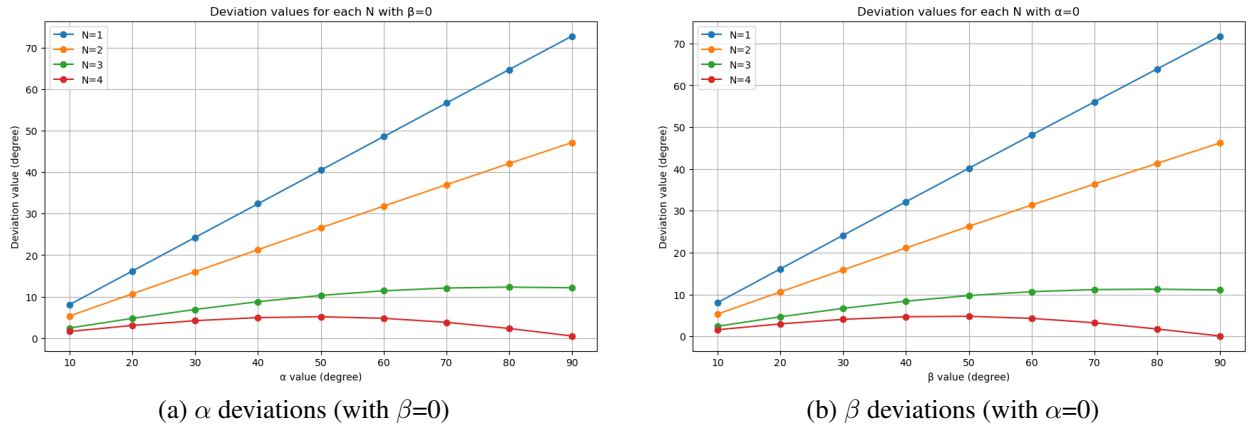 Deviation values for each N with β=0
N=1
N=2
N=3
N=4
Deviation value (degree)
70
60
50
40
30
20
10
0
10 20 30 40 50 60 70 80 90
α value (degree)
(a) α deviations (with β=0)
Deviation values for each N with α=0
N=1
N=2
N=3
N=4
Deviation value (degree)
70
60
50
40
30
20
10
0
10 20 30 40 50 60 70 80 90
β value (degree)
(b) β deviations (with α=0)